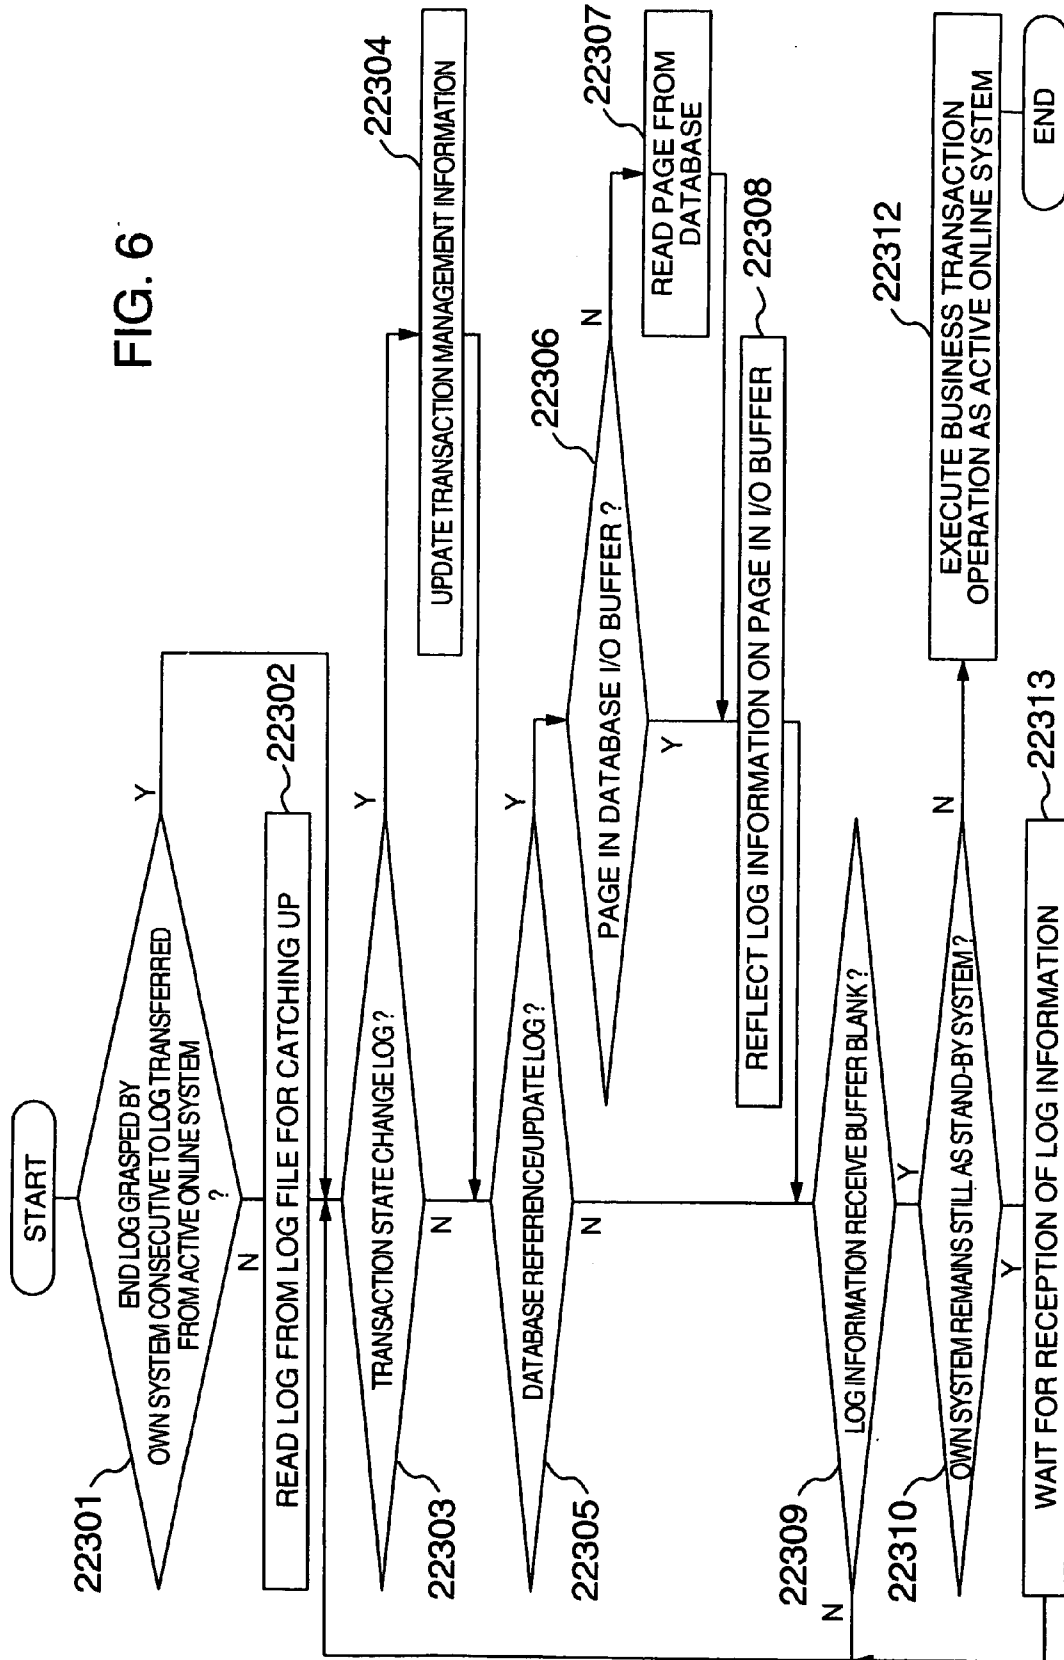 FIG. 6
START
22301
END LOG GRASPED BY
OWN SYSTEM CONSECUTIVE TO LOG TRANSFERRED
FROM ACTIVE ONLINE SYSTEM
?
Y
N
22302
READ LOG FROM LOG FILE FOR CATCHING UP
22303
TRANSACTION STATE CHANGE LOG?
Y
N
22304
UPDATE TRANSACTION MANAGEMENT INFORMATION
22305
DATABASE REFERENCE/UPDATE LOG?
Y
N
22306
PAGE IN DATABASE I/O BUFFER?
N
Y
22307
READ PAGE FROM
DATABASE
22308
REFLECT LOG INFORMATION ON PAGE IN I/O BUFFER
22309
LOG INFORMATION RECEIVE BUFFER BLANK?
N
Y
22310
OWN SYSTEM REMAINS STILL AS STAND-BY SYSTEM?
N
Y
22312
EXECUTE BUSINESS TRANSACTION
OPERATION AS ACTIVE ONLINE SYSTEM
END
22313
WAIT FOR RECEPTION OF LOG INFORMATION